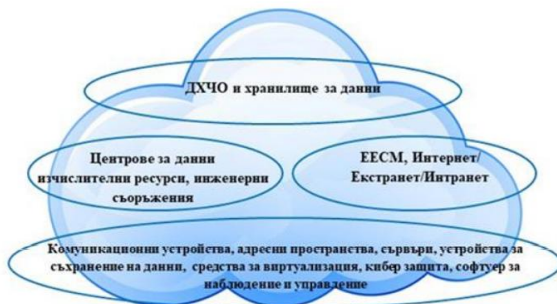 ДХЧО и хранилище за данни
Центрове за данни
изчислителни ресурси, инженерни
съоръжения
ЕЕСМ, Интернет/
Екстранет/Интранет
Комуникационни устройства, адресни пространства, сървъри, устройства за
съхранение на данни, средства за виртуализация, кибер защита, софтуер за
наблюдение и управление